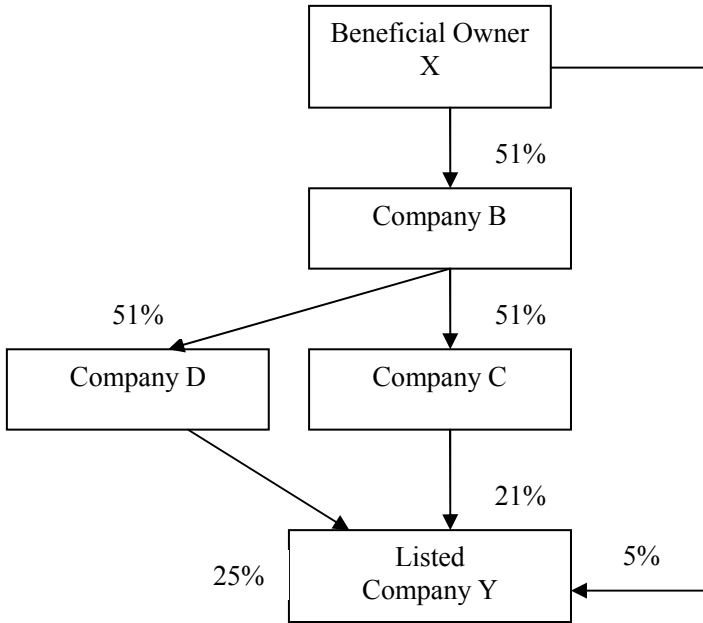 Beneficial Owner
X
51%
Company B
51%
51%
Company D
Company C
21%
25%
Listed
Company Y
5%